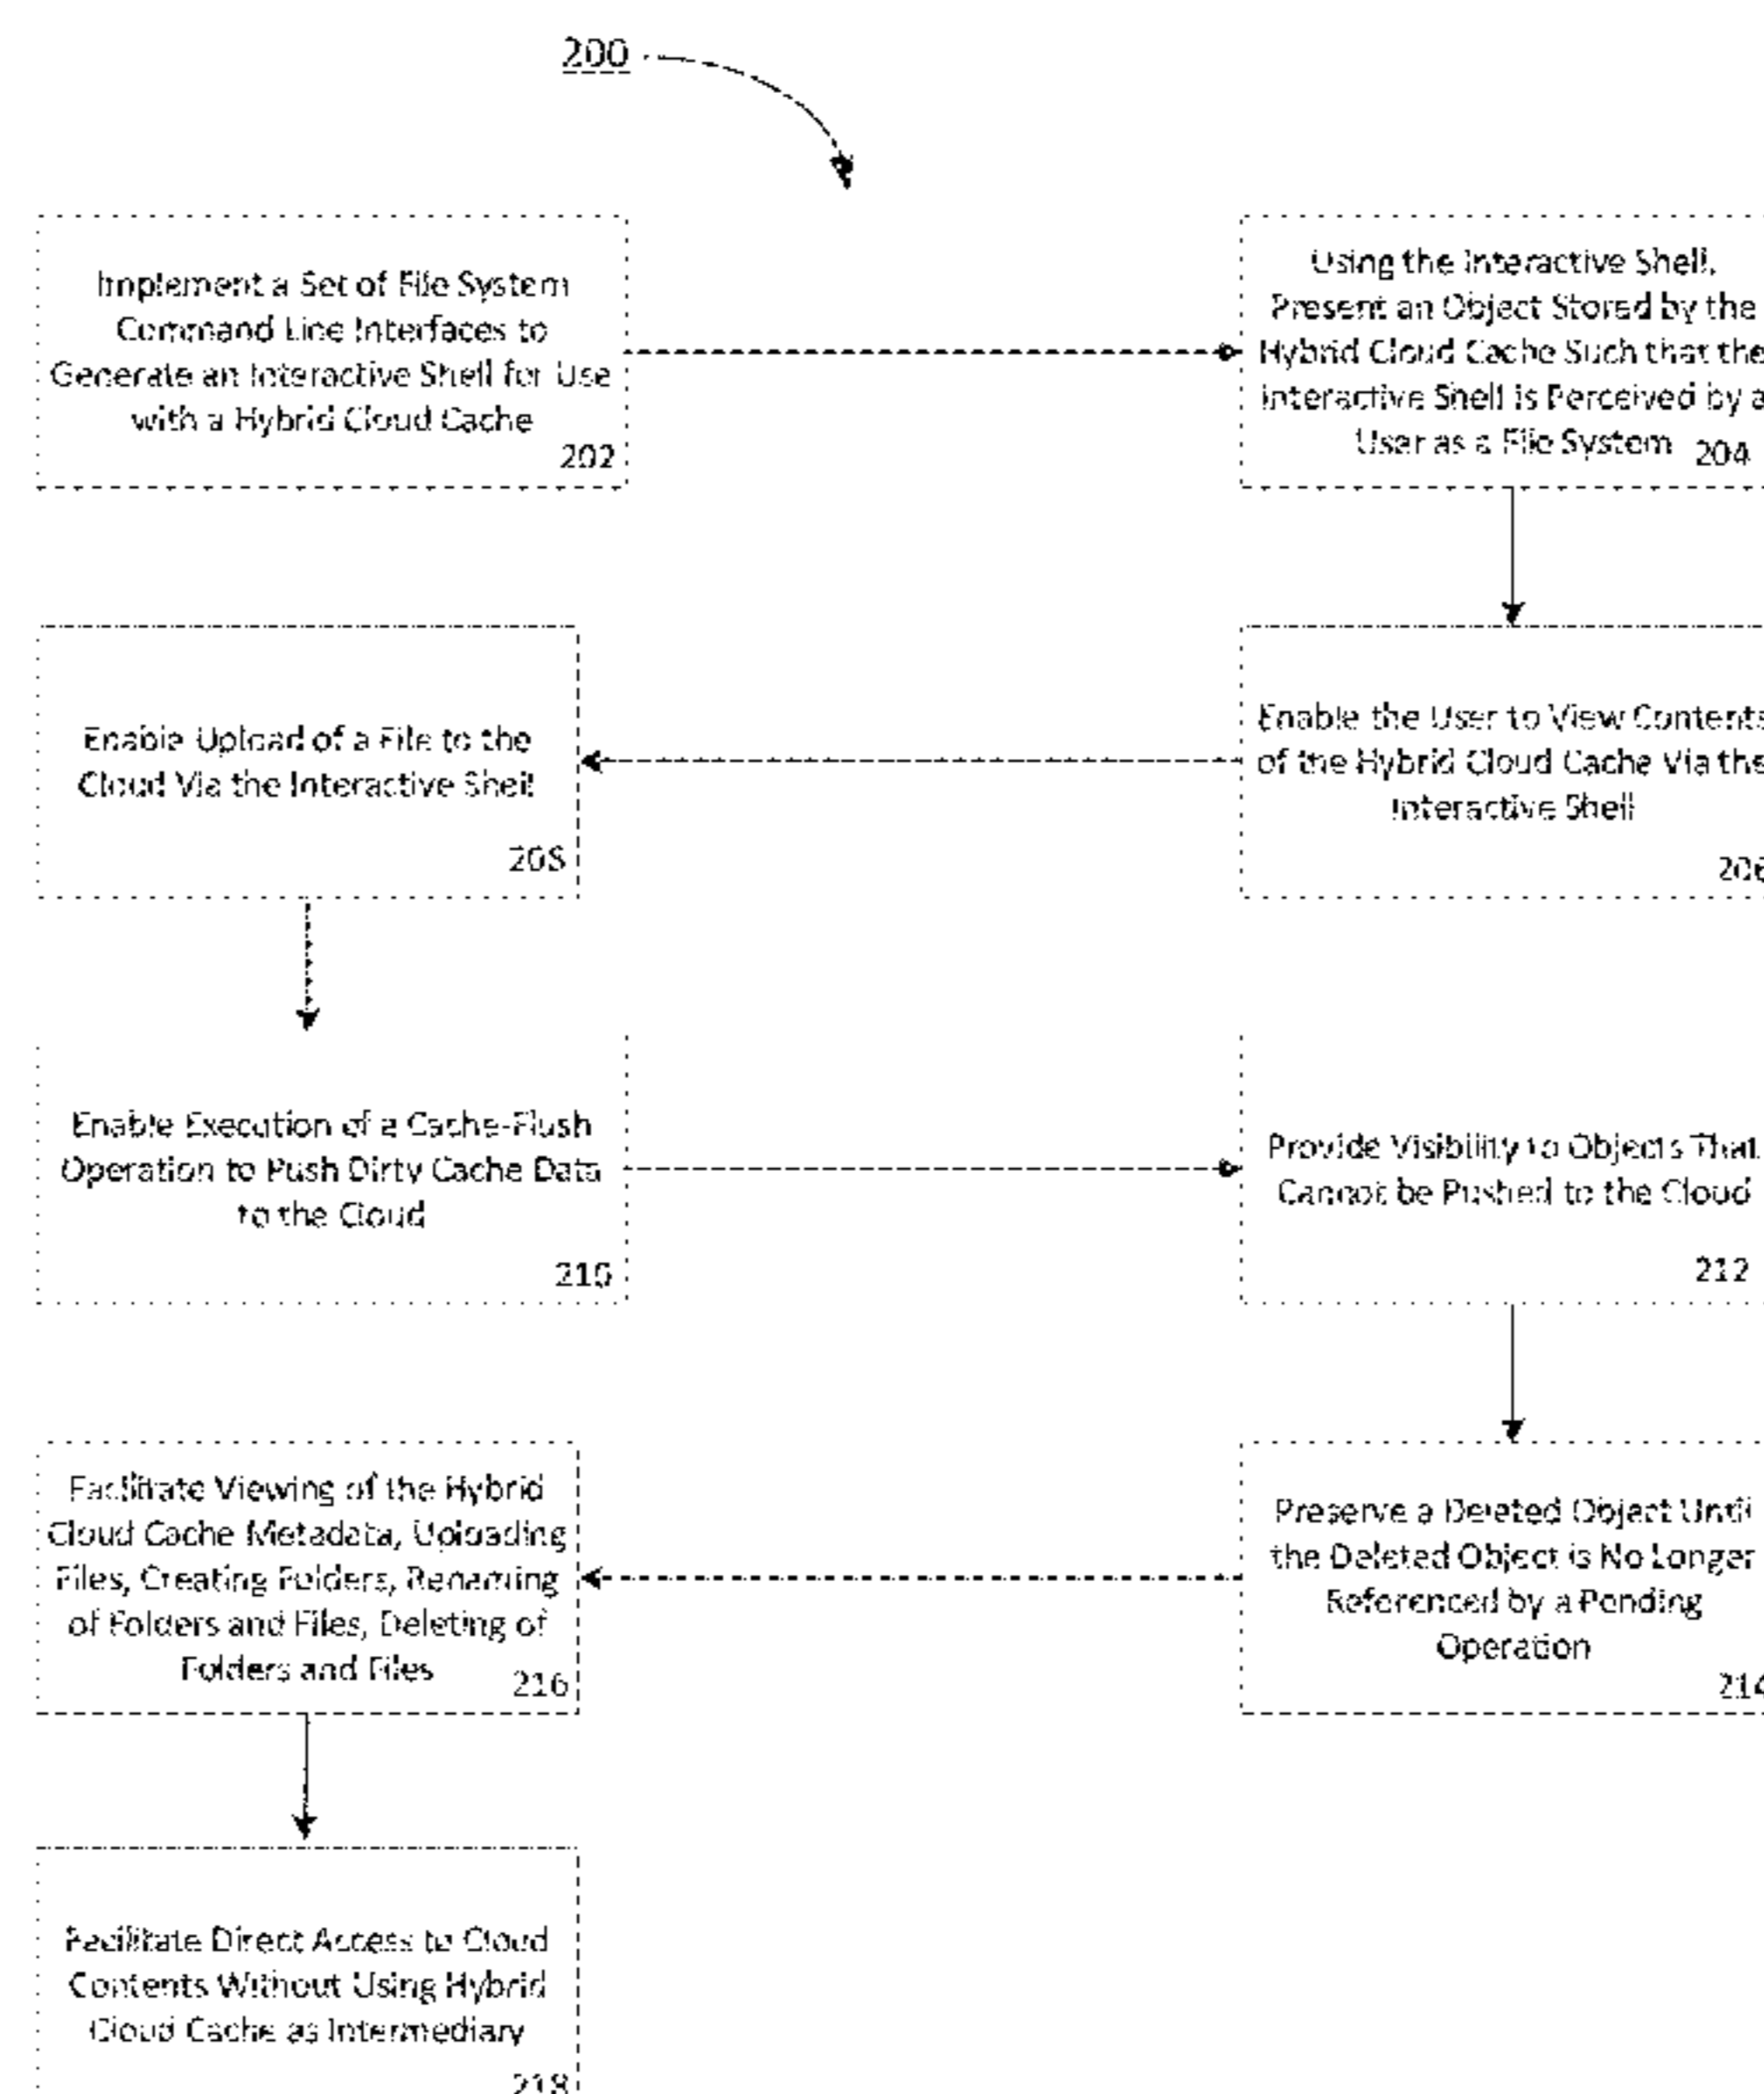 200
Implement a Set of File System
Command Line Interfaces to
Generate an Interactive Shell for Use
with a Hybrid Cloud Cache
202
Using the Interactive Shell,
Present an Object Stored by the
Hybrid Cloud Cache Such that the
Interactive Shell is Perceived by a
User as a File System
204
Enable the User to View Contents
of the Hybrid Cloud Cache Via the
Interactive Shell
206
Enable Upload of a File to the
Cloud Via the Interactive Shell
208
Enable Execution of a Cache-Flush
Operation to Push Dirty Cache Data
to the Cloud
210
Provide Visibility to Objects That
Cannot be Pushed to the Cloud
212
Preserve a Deleted Object Until
the Deleted Object is No Longer
Referenced by a Pending
Operation
214
Facilitate Viewing of the Hybrid
Cloud Cache Metadata, Uploading
Files, Creating Folders, Renaming
of Folders and Files, Deleting of
Folders and Files
216
Facilitate Direct Access to Cloud
Contents Without Using Hybrid
Cloud Cache as Intermediary
218